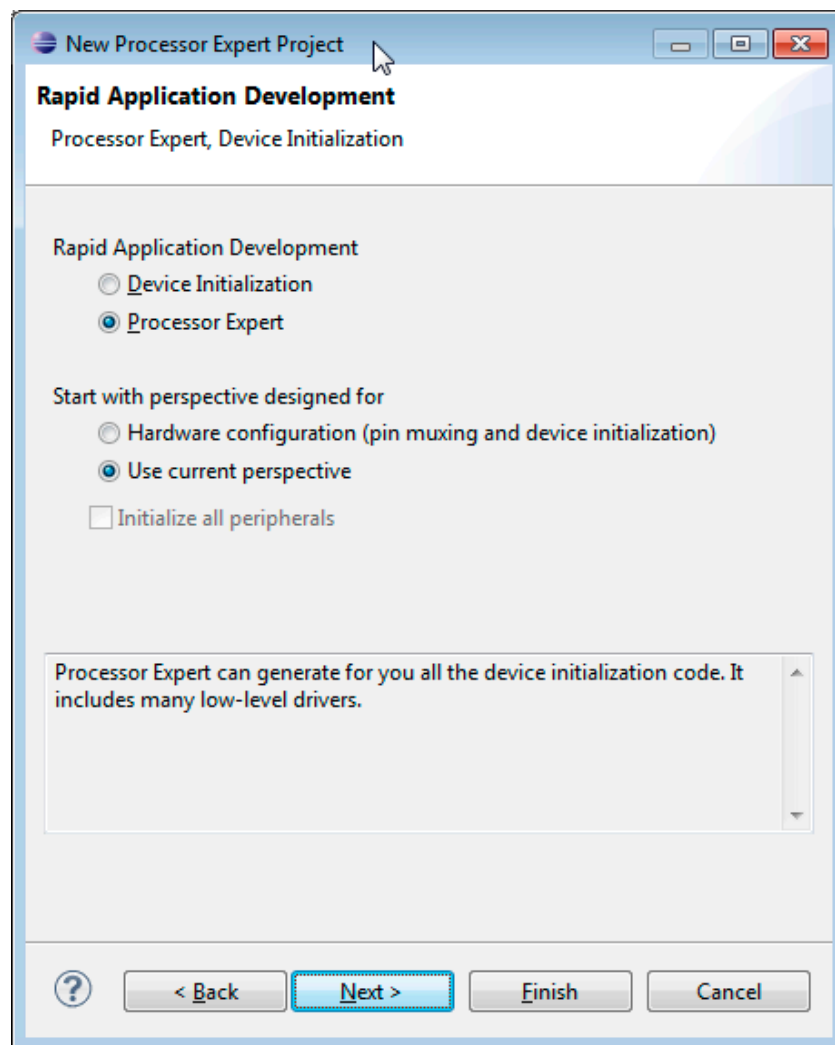 New Processor Expert Project
Rapid Application Development
Processor Expert, Device Initialization
Rapid Application Development
Device Initialization
Processor Expert
Start with perspective designed for
Hardware configuration (pin muxing and device initialization)
Use current perspective
Initialize all peripherals
Processor Expert can generate for you all the device initialization code. It
includes many low-level drivers.
? < Back Next > Finish Cancel